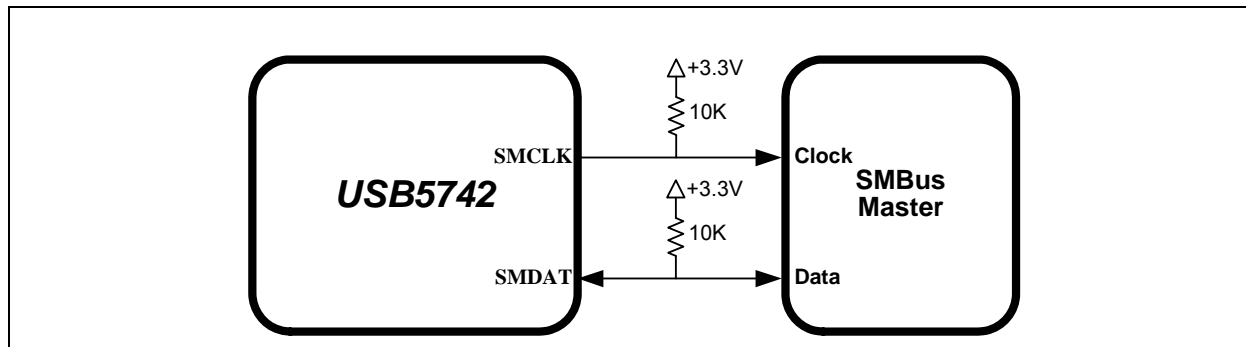 +3.3V
10K
SMCLK
Clock
USB5742
SMBus
Master
+3.3V
10K
SMDAT
Data